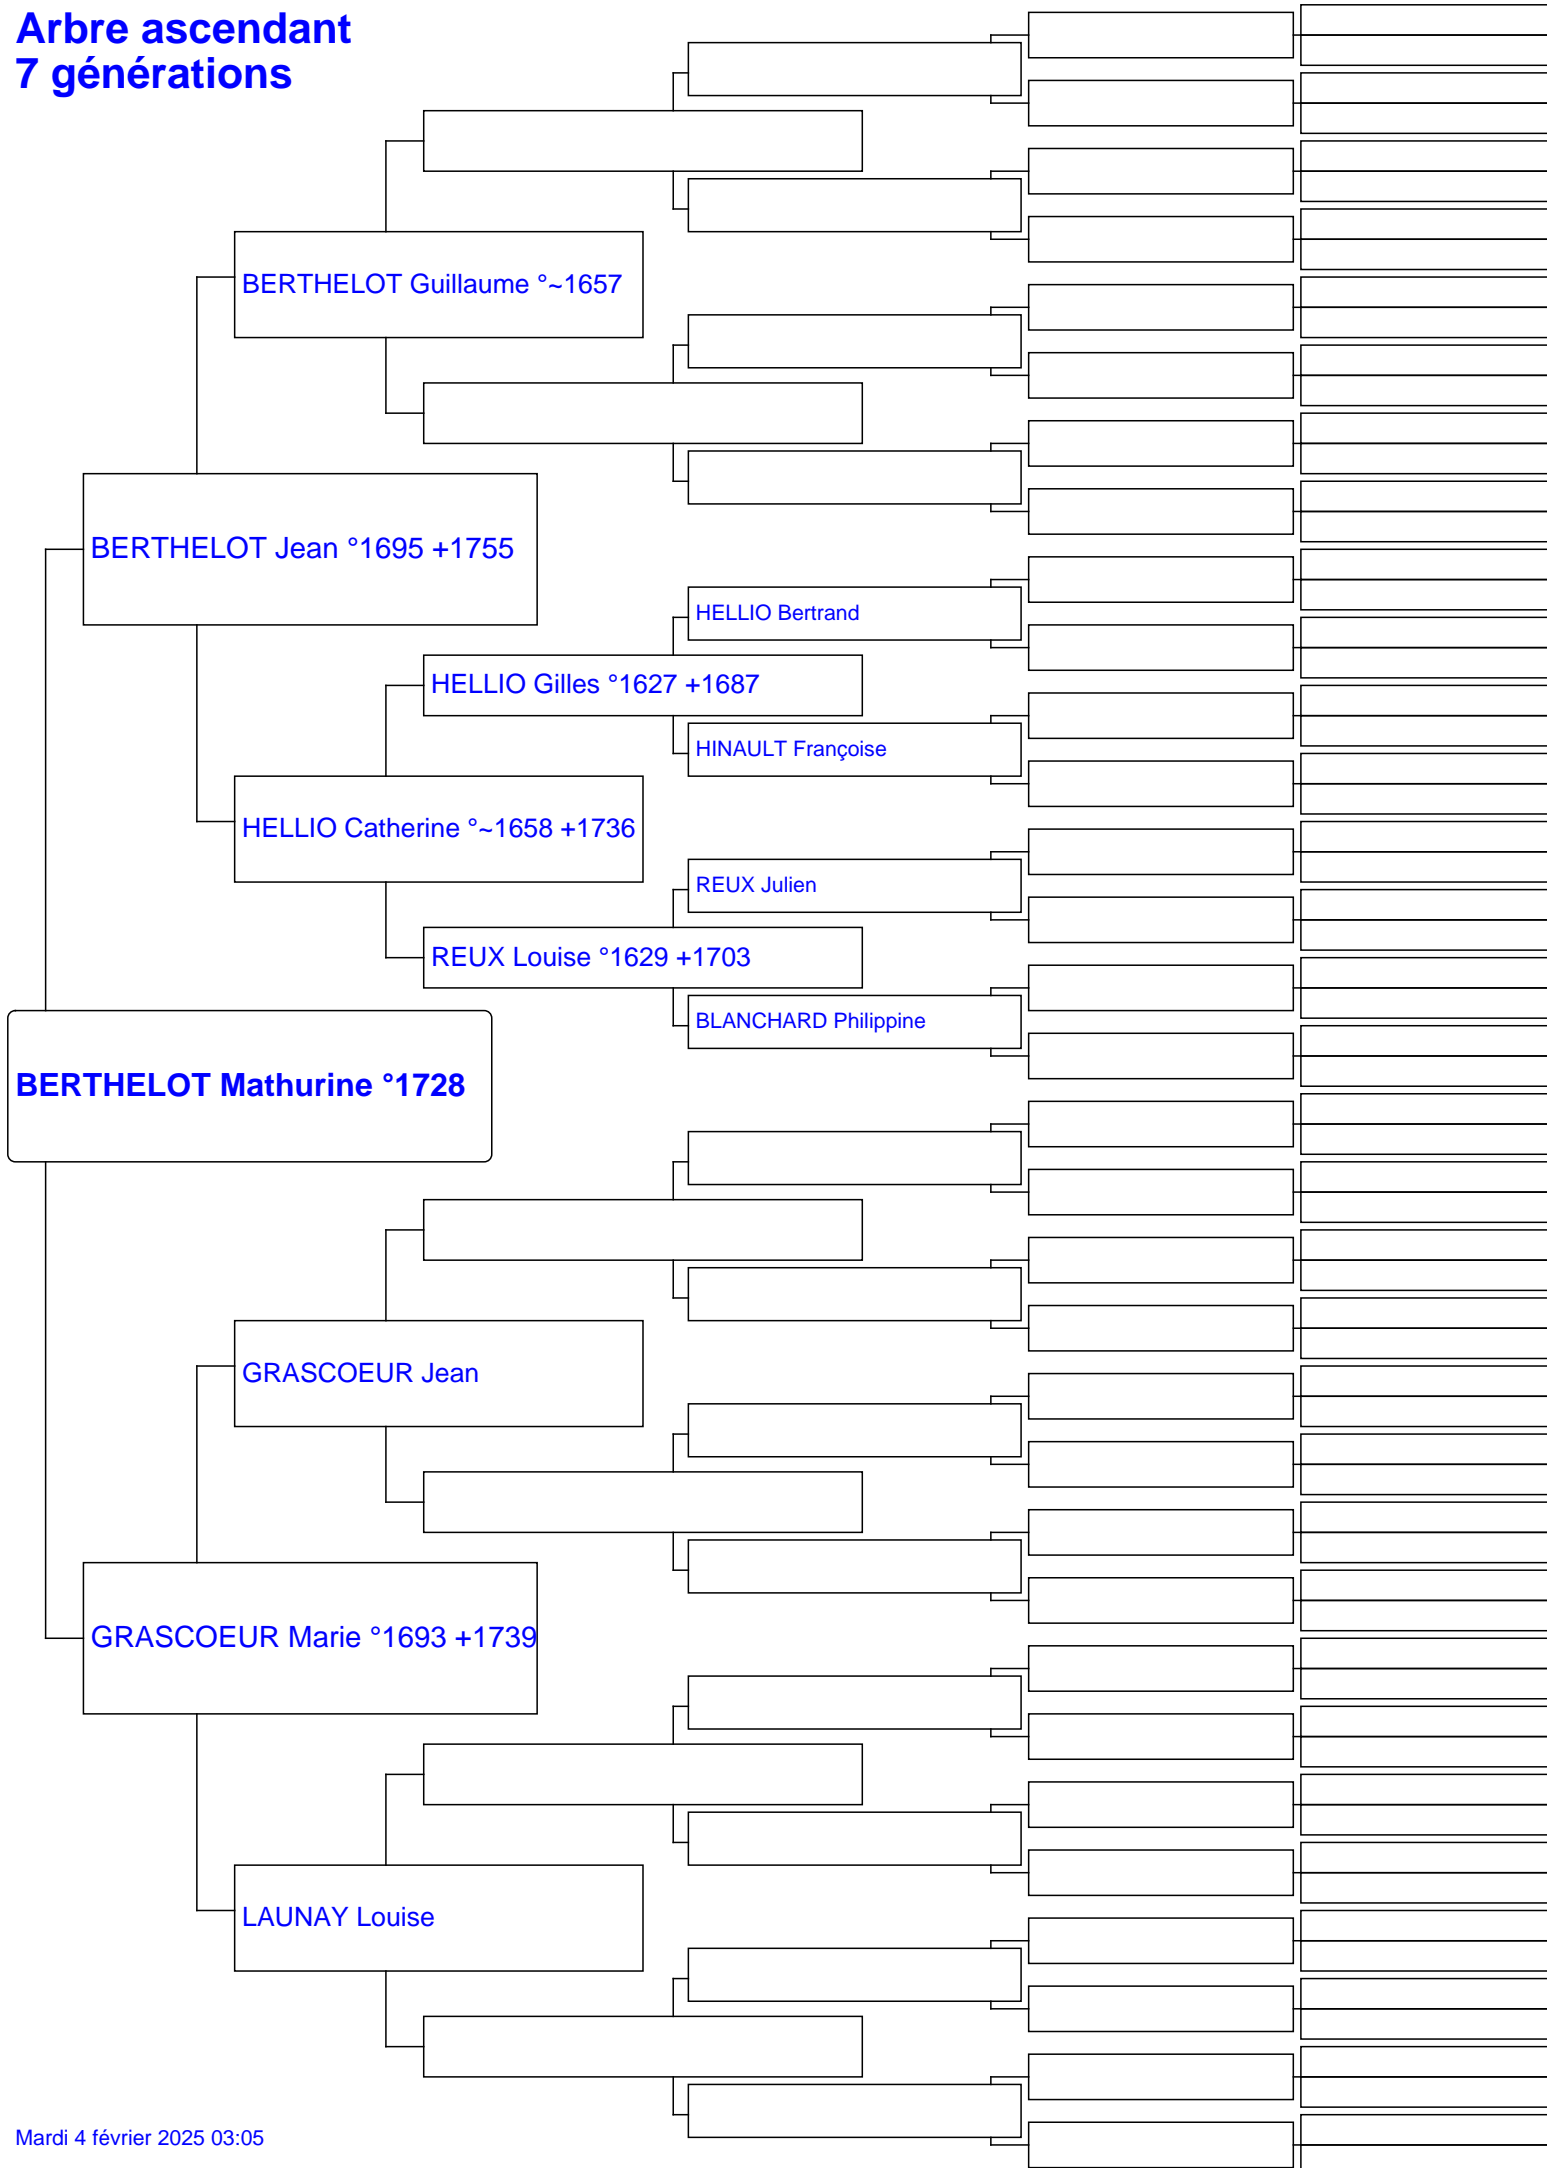 Arbre ascendant
7 générations
BERTHELOT Guillaume °~1657
BERTHELOT Jean °1695 +1755
HELLIO Bertrand
HELLIO Gilles °1627 +1687
HINAULT Françoise
HELLIO Catherine °~1658 +1736
REUX Julien
REUX Louise °1629 +1703
BLANCHARD Philippine
BERTHELOT Mathurine °1728
GRASCOEUR Jean
GRASCOEUR Marie °1693 +1739
LAUNAY Louise
Mardi 4 février 2025 03:05